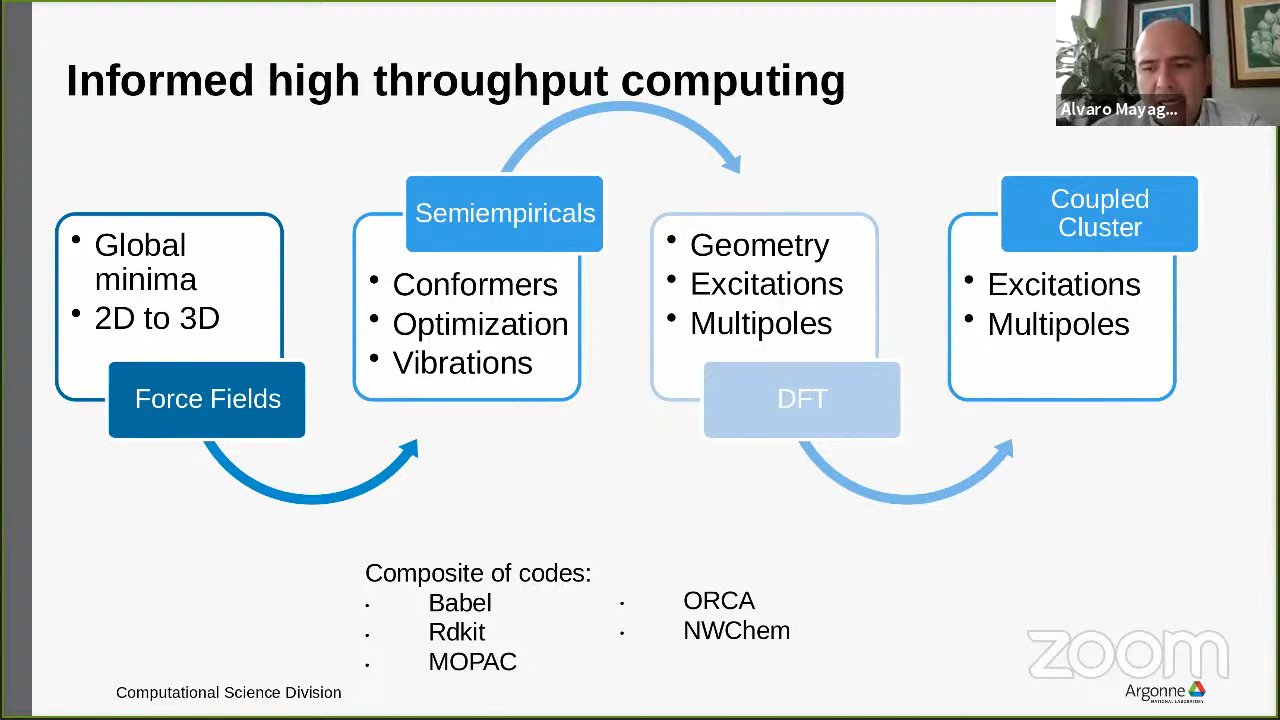 Informed high throughput computing
Alvaro Mayag...
• Global
minima
• 2D to 3D
Force Fields
Semiempiricals
• Conformers
• Optimization
• Vibrations
• Geometry
• Excitations
• Multipoles
DFT
Coupled
Cluster
• Excitations
• Multipoles
Composite of codes:
• Babel
• Rdkit
• MOPAC
• ORCA
• NWChem
Computational Science Division
zoom
Argonne
NATIONAL LABORATORY